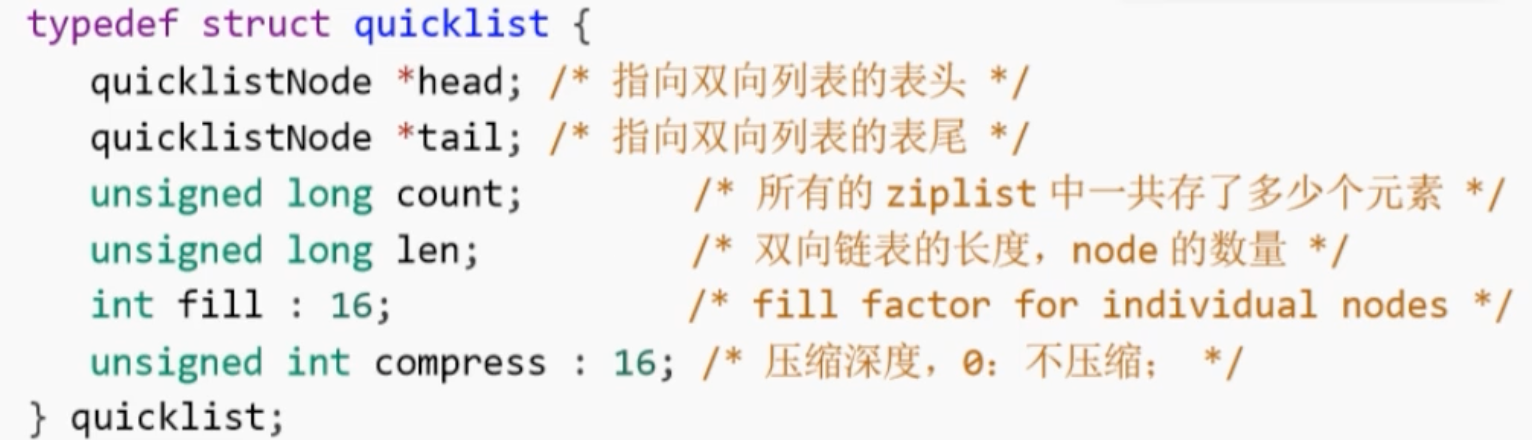 typedef struct quicklist {
quicklistNode *head; /* 指向双向列表的表头 */
quicklistNode *tail; /* 指向双向列表的表尾 */
unsigned long count; /* 所有的 ziplist 中一共存了多少个元素 */
unsigned long len; /* 双向链表的长度，node 的数量 */
int fill : 16; /* fill factor for individual nodes */
unsigned int compress : 16; /* 压缩深度，0：不压缩； */
} quicklist;